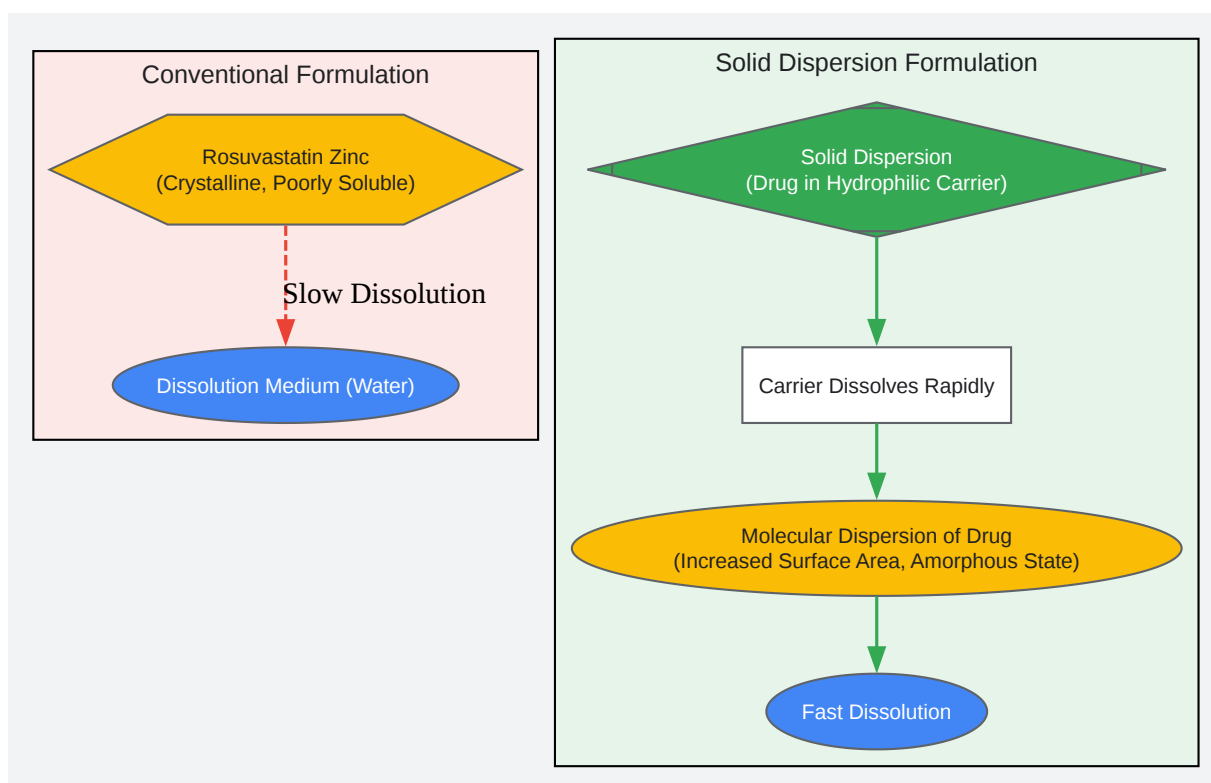 Conventional Formulation
Rosuvastatin Zinc
(Crystalline, Poorly Soluble)
Slow Dissolution
Dissolution Medium (Water)
Solid Dispersion Formulation
Solid Dispersion
(Drug in Hydrophilic Carrier)
Carrier Dissolves Rapidly
Molecular Dispersion of Drug
(Increased Surface Area, Amorphous State)
Fast Dissolution